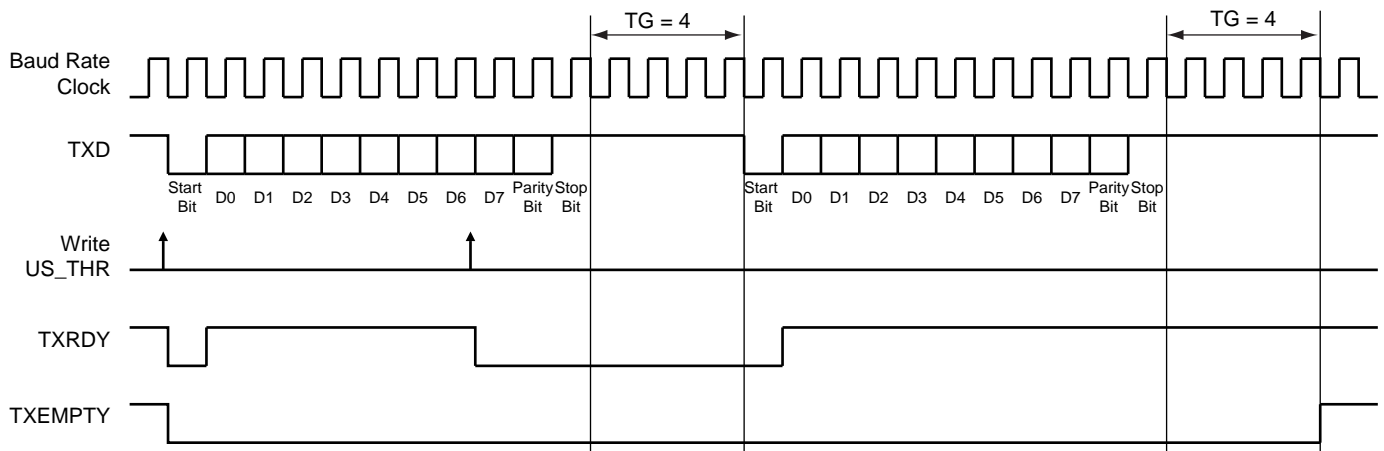 TG = 4 TG = 4
Baud Rate
Clock
TXD
Start
Bit D0 D1 D2 D3 D4 D5 D6 D7 Parity
Bit Stop
Bit Start
Bit D0 D1 D2 D3 D4 D5 D6 D7 Parity
Bit Stop
Bit
Write
US_THR
TXRDY
TXEMPTY